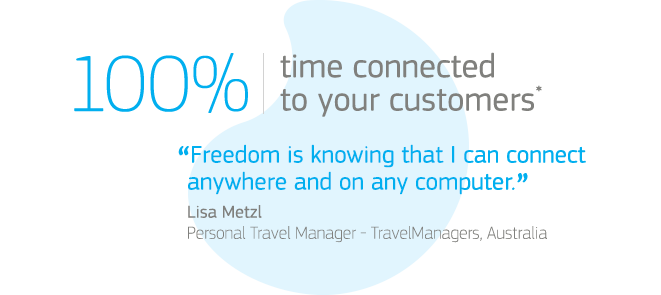 100%
time connected
to your customers*
“Freedom is knowing that I can connect
anywhere and on any computer.”
Lisa Metzl
Personal Travel Manager - TravelManagers, Australia